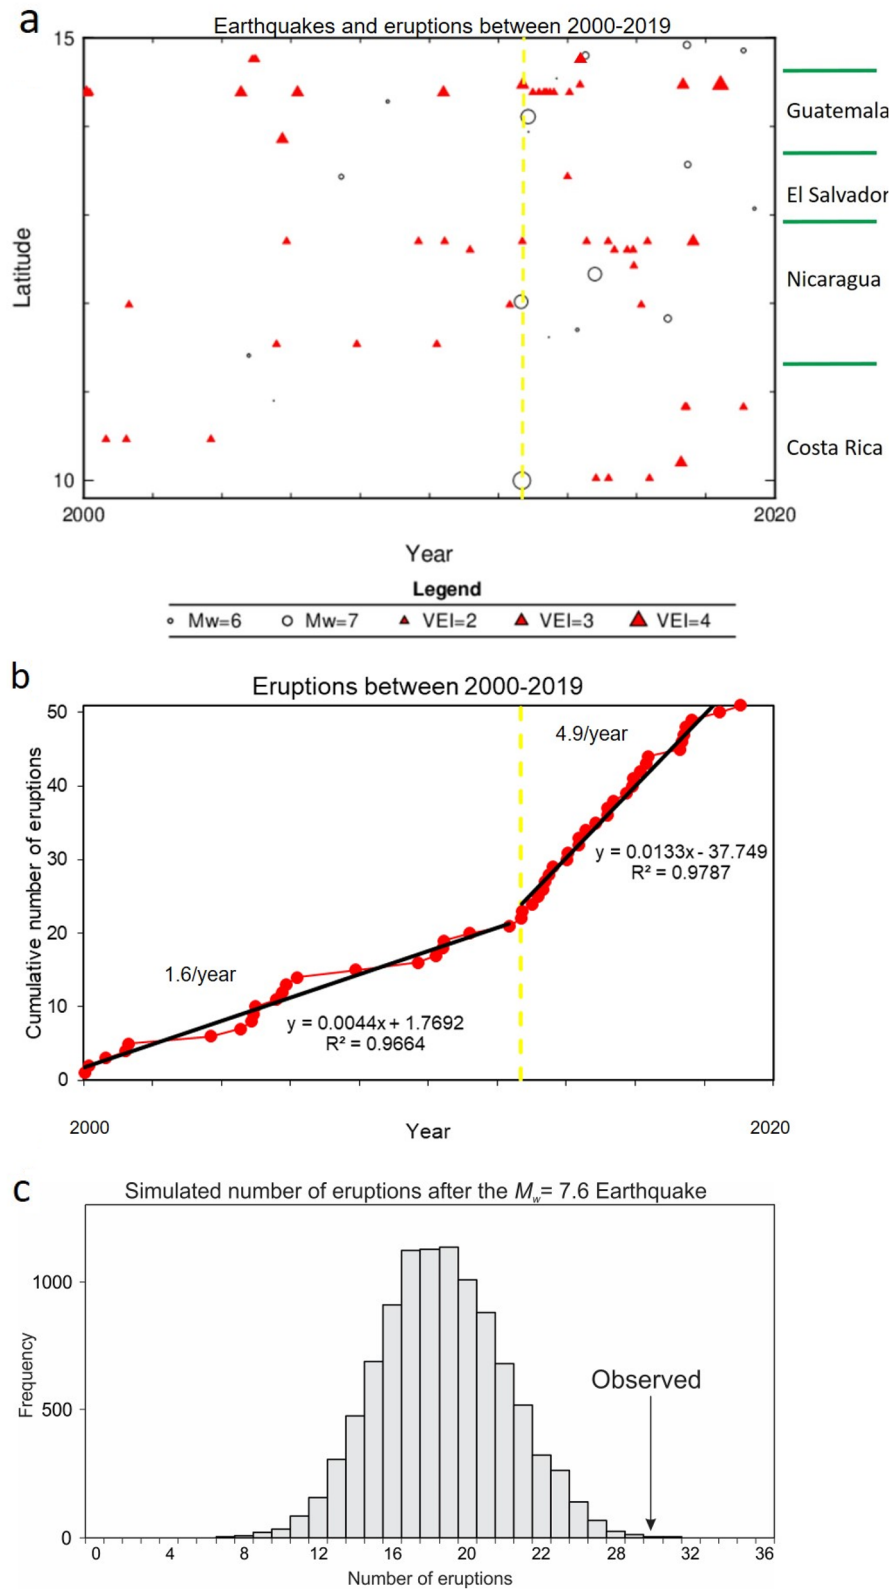 a
Earthquakes and eruptions between 2000-2019
15
Guatemala
El Salvador
Latitude
Nicaragua
Costa Rica
10
2000
2020
Year
Legend
Mw=6 Mw=7 VEI=2 VEI=3 VEI=4
b
Eruptions between 2000-2019
50
4.9/year
40
Cumulative number of eruptions
30
y = 0.0133x - 37.749
R² = 0.9787
20
1.6/year
10
y = 0.0044x + 1.7692
R² = 0.9664
0
2000
Year
2020
c
Simulated number of eruptions after the Mw= 7.6 Earthquake
1000
Observed
Frequency
500
0
0 4 8 12 16 20 22 28 32 36
Number of eruptions